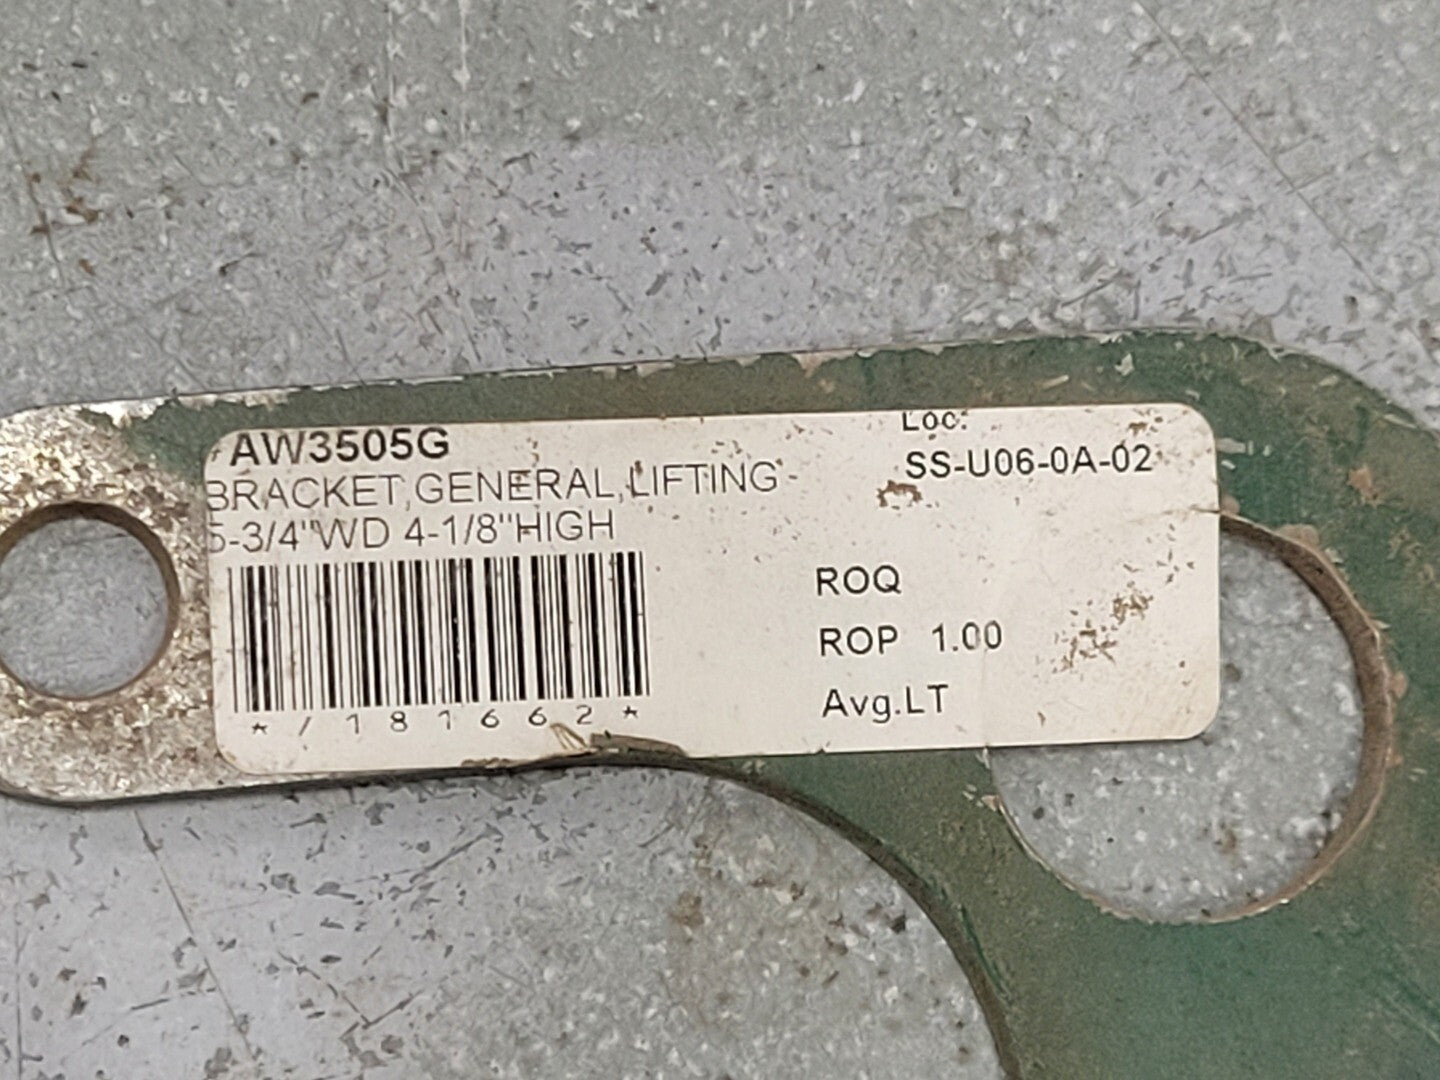 AW3505G
BRACKET,GENERAL,LIFTING -
5-3/4"WD 4-1/8"HIGH
*/181662*
Loc:
SS-U06-0A-02
ROQ
ROP 1.00
Avg.LT